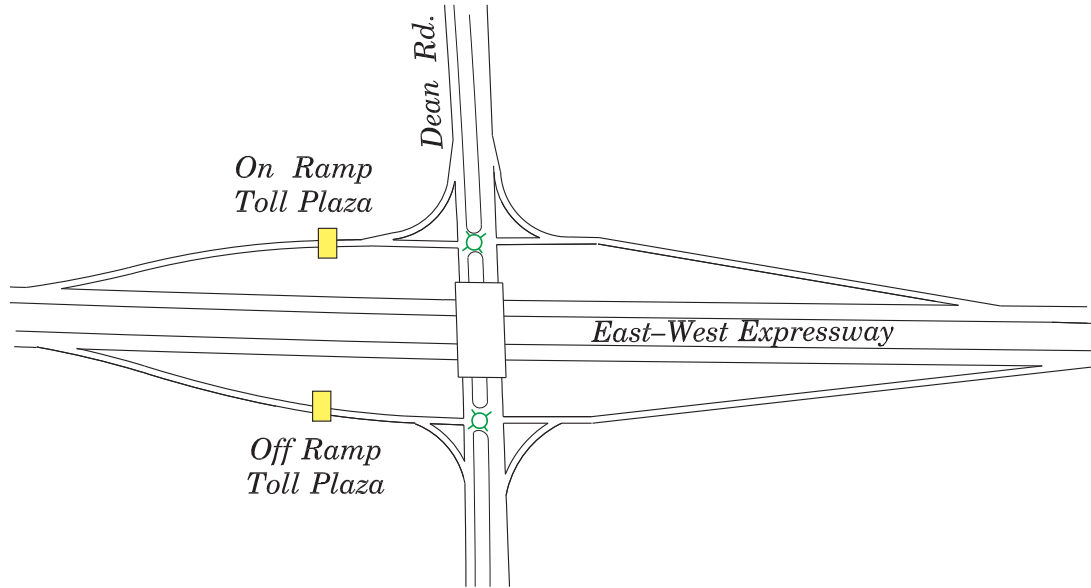 Dean Rd.
On Ramp
Toll Plaza
East–West Expressway
Off Ramp
Toll Plaza